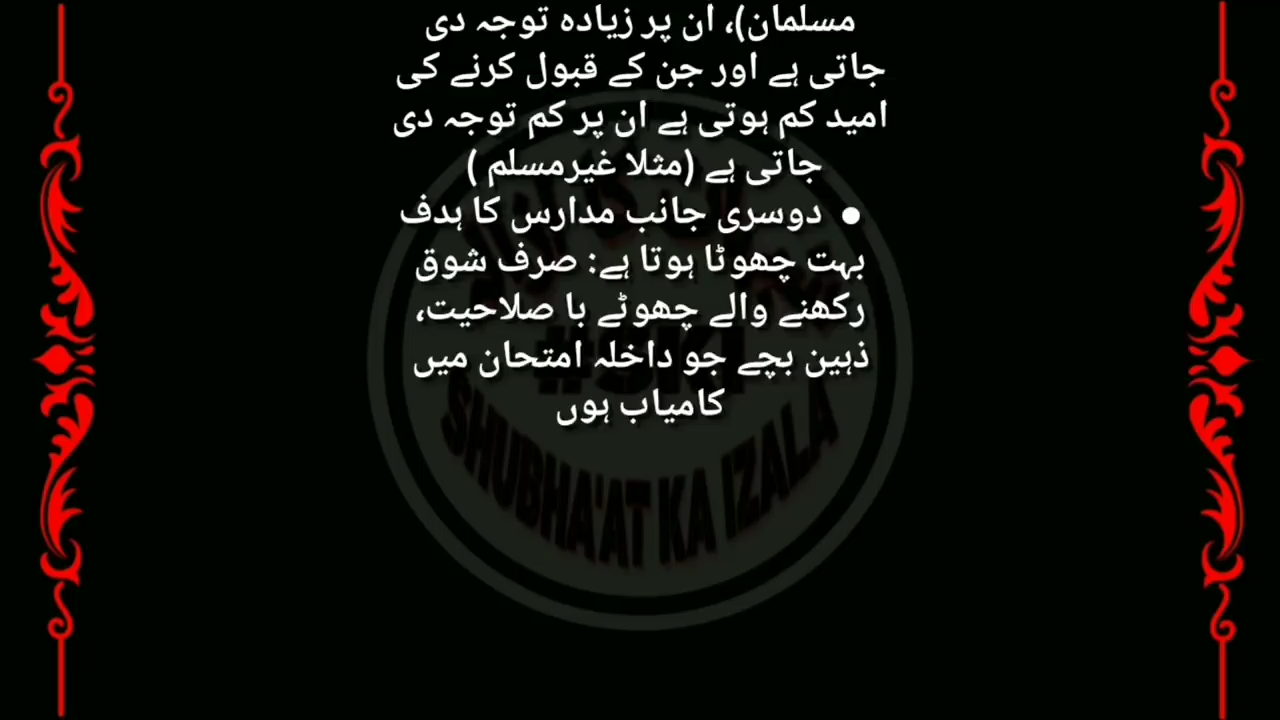 مسلمان)، ان پر زیادہ توجہ دی
جاتی ہے اور جن کے قبول کرنے کی
امید کم ہوتی ہے ان پر کم توجہ دی
جاتی ہے (مثلا غیرمسلم )
● دوسری جانب مدارس کا ہدف
بہت چھوٹا ہوتا ہے: صرف شوق
رکھنے والے چھوٹے با صلاحیت،
ذہین بچے جو داخلہ امتحان میں
کامیاب ہوں
#SKI
SHUBHA'AT KA IZALA